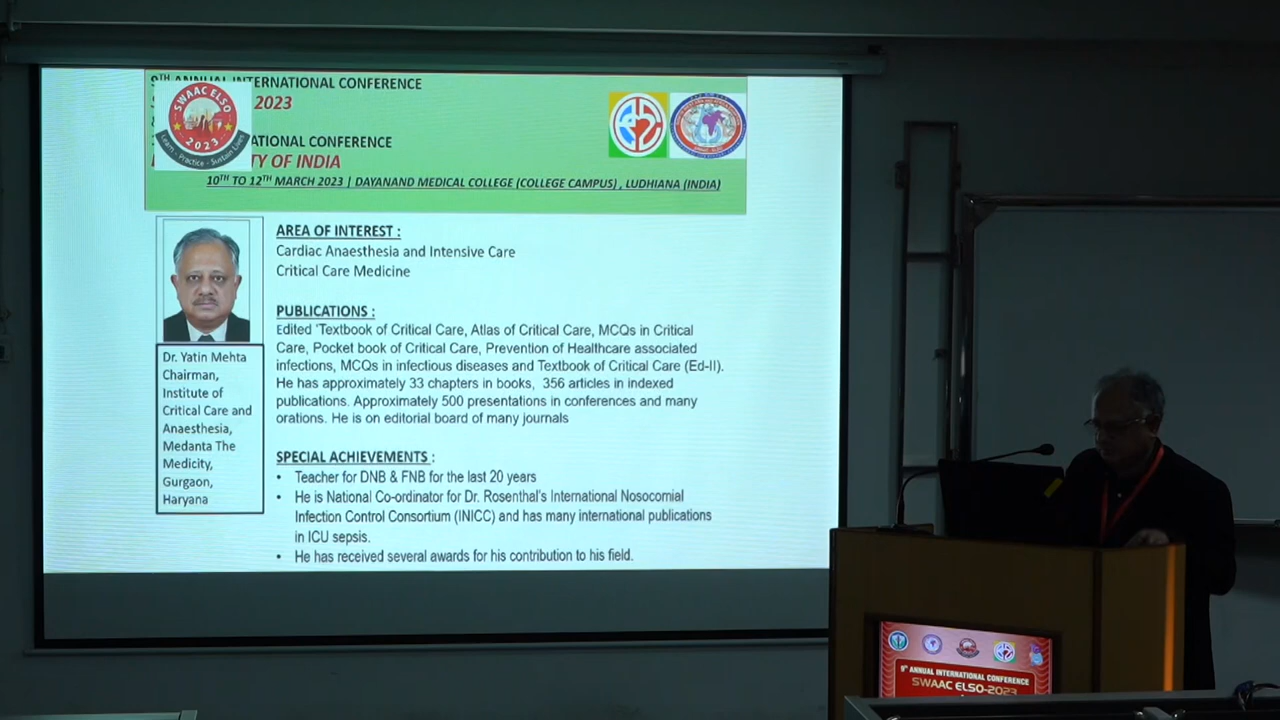 9TH ANNUAL INTERNATIONAL CONFERENCE
2023
ATIONAL CONFERENCE
TY OF INDIA
10TH TO 12TH MARCH 2023 | DAYANAND MEDICAL COLLEGE (COLLEGE CAMPUS) , LUDHIANA (INDIA)
SWAAC ELSO
2023
Learn - Practice - Sustain Lives
Dr. Yatin Mehta
Chairman,
Institute of
Critical Care and
Anaesthesia,
Medanta The
Medicity,
Gurgaon,
Haryana
AREA OF INTEREST :
Cardiac Anaesthesia and Intensive Care
Critical Care Medicine
PUBLICATIONS :
Edited 'Textbook of Critical Care, Atlas of Critical Care, MCQs in Critical
Care, Pocket book of Critical Care, Prevention of Healthcare associated
infections, MCQs in infectious diseases and Textbook of Critical Care (Ed-II).
He has approximately 33 chapters in books, 356 articles in indexed
publications. Approximately 500 presentations in conferences and many
orations. He is on editorial board of many journals
SPECIAL ACHIEVEMENTS :
• Teacher for DNB & FNB for the last 20 years
• He is National Co-ordinator for Dr. Rosenthal's International Nosocomial
Infection Control Consortium (INICC) and has many international publications
in ICU sepsis.
• He has received several awards for his contribution to his field.
9TH ANNUAL INTERNATIONAL CONFERENCE
SWAAC ELSO-2023